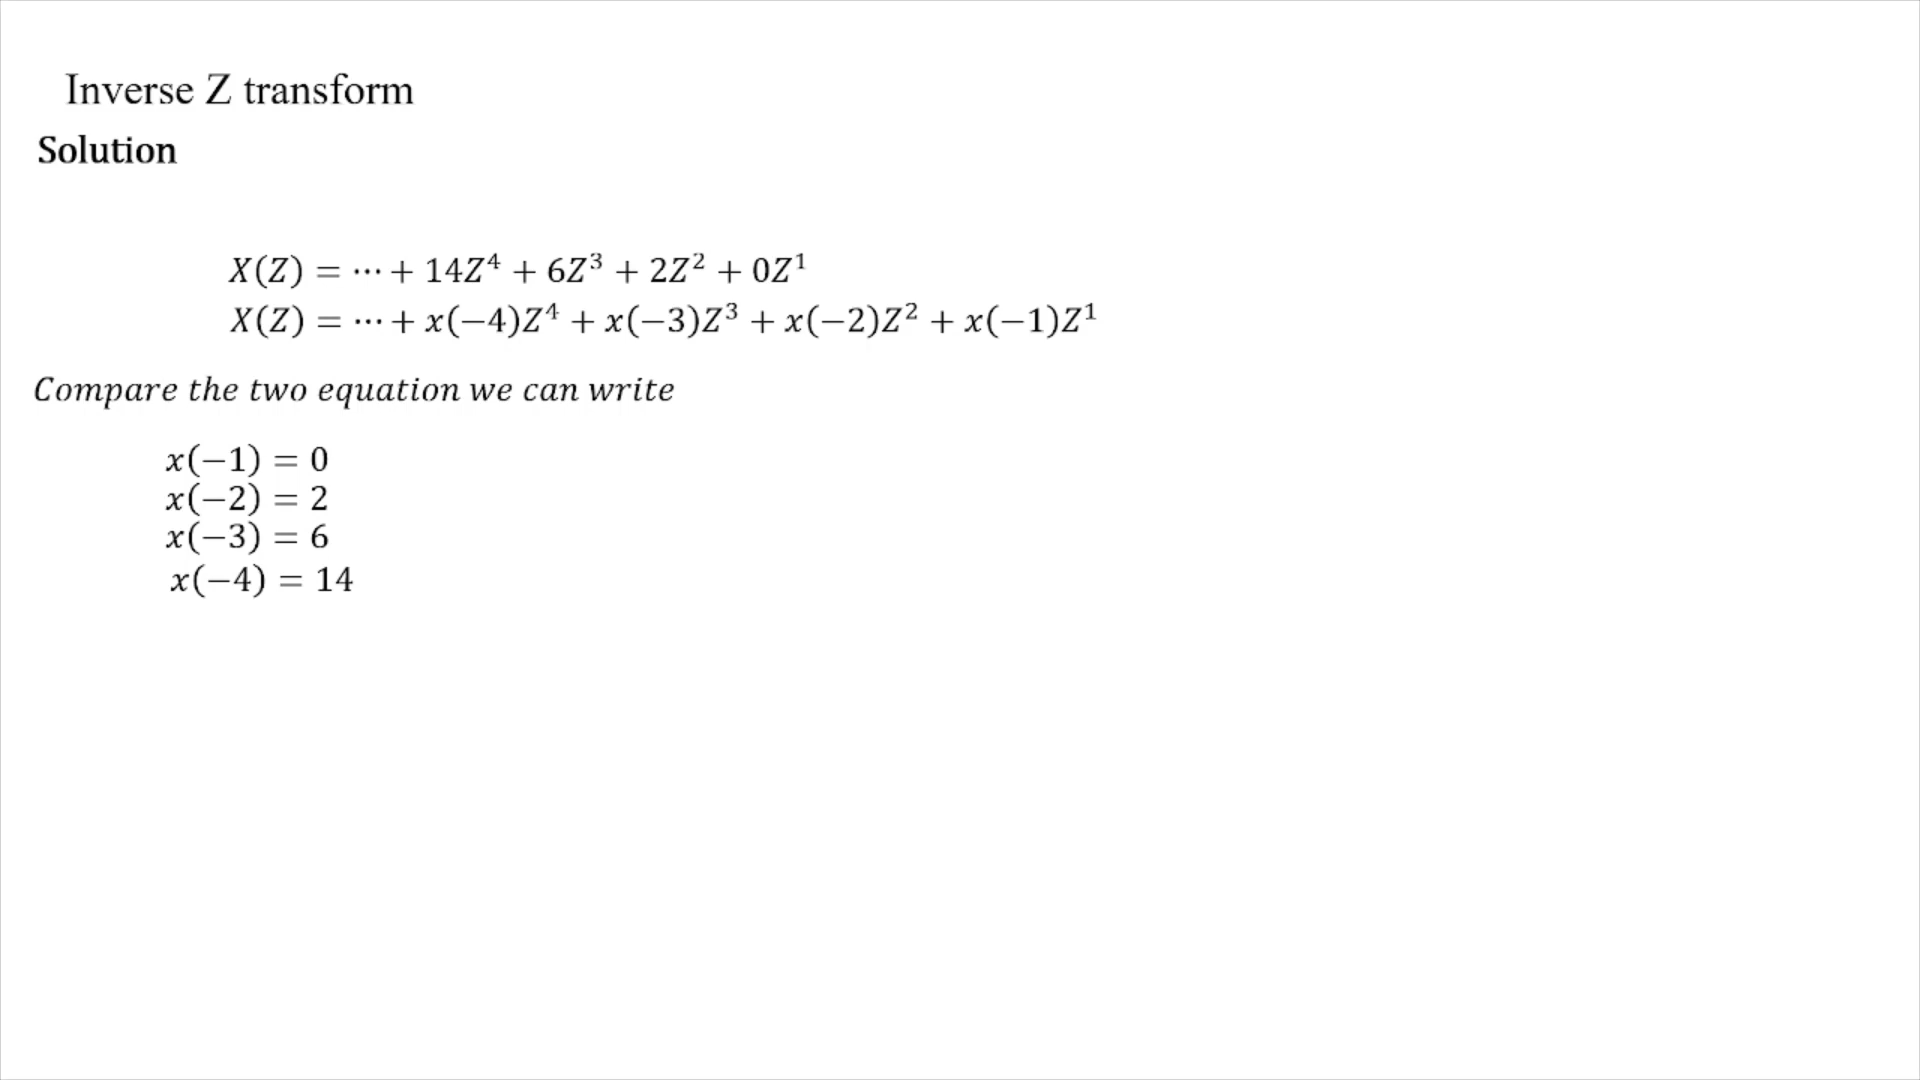 Inverse Z transform
Solution
X(Z) = ⋯ + 14Z⁴ + 6Z³ + 2Z² + 0Z¹
X(Z) = ⋯ + x(−4)Z⁴ + x(−3)Z³ + x(−2)Z² + x(−1)Z¹
Compare the two equation we can write
x(−1) = 0
x(−2) = 2
x(−3) = 6
x(−4) = 14